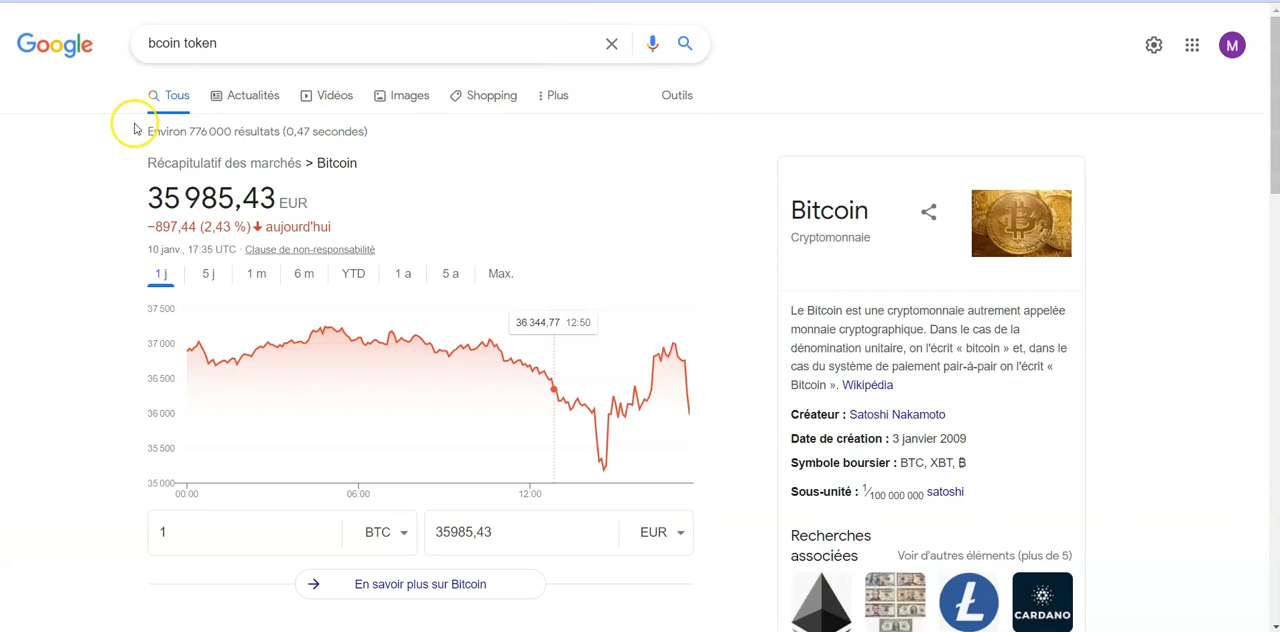 Google
bcoin token
M
Tous
Actualités
Vidéos
Images
Shopping
Plus
Outils
Environ 776 000 résultats (0,47 secondes)
Récapitulatif des marchés > Bitcoin
35 985,43 EUR
−897,44 (2,43 %) aujourd'hui
10 janv., 17:35 UTC · Clause de non-responsabilité
1 j
5 j
1 m
6 m
YTD
1 a
5 a
Max.
37 500
37 000
36 500
36 000
35 500
35 000
36 344,77 12:50
00:00
06:00
12:00
1
BTC
35985,43
EUR
En savoir plus sur Bitcoin
Bitcoin
Cryptomonnaie
Le Bitcoin est une cryptomonnaie autrement appelée
monnaie cryptographique. Dans le cas de la
dénomination unitaire, on l'écrit « bitcoin » et, dans le
cas du système de paiement pair-à-pair on l'écrit «
Bitcoin ». Wikipédia
Créateur : Satoshi Nakamoto
Date de création : 3 janvier 2009
Symbole boursier : BTC, XBT, ₿
Sous-unité : 1/100 000 000 satoshi
Recherches
associées
Voir d'autres éléments (plus de 5)
CARDANO